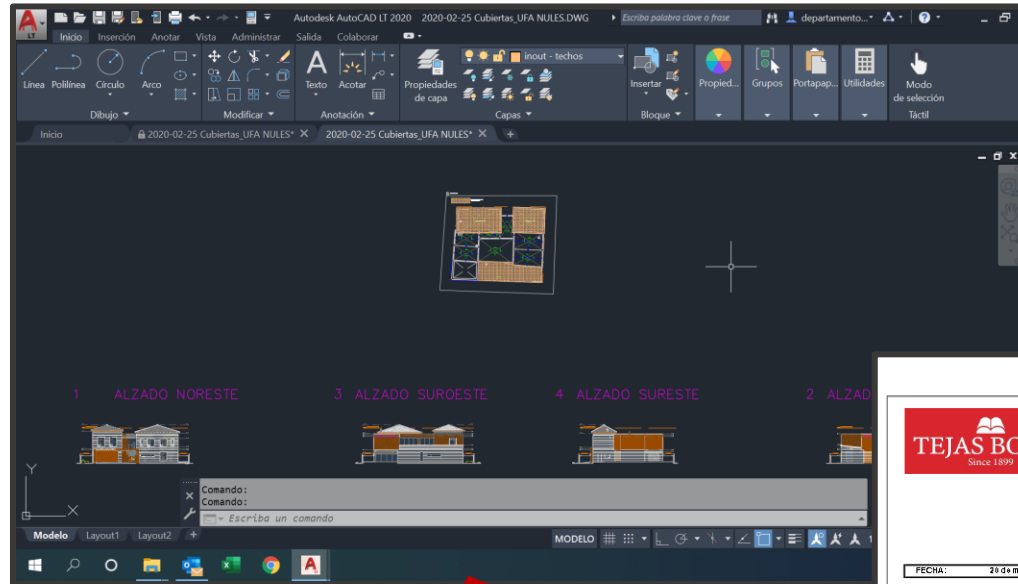 Autodesk AutoCAD LT 2020 2020-02-25 Cubiertas_UFA NULES.DWG Escriba palabra clave o frase departamento...
LT Inicio Inserción Anotar Vista Administrar Salida Colaborar
Línea Polilínea Círculo Arco Texto Acotar Propiedades de capa inout - techos Insertar Propied... Grupos Portapap... Utilidades Modo de selección
Dibujo Modificar Anotación Capas Bloque Táctil
Inicio 2020-02-25 Cubiertas_UFA NULES* 2020-02-25 Cubiertas_UFA NULES*
1 ALZADO NORESTE 3 ALZADO SUROESTE 4 ALZADO SURESTE 2 ALZAD
TEJAS BO
Since 1899
Y
X
Comando:
Comando:
Escriba un comando
Modelo Layout1 Layout2 + MODELO
FECHA: 20 de m